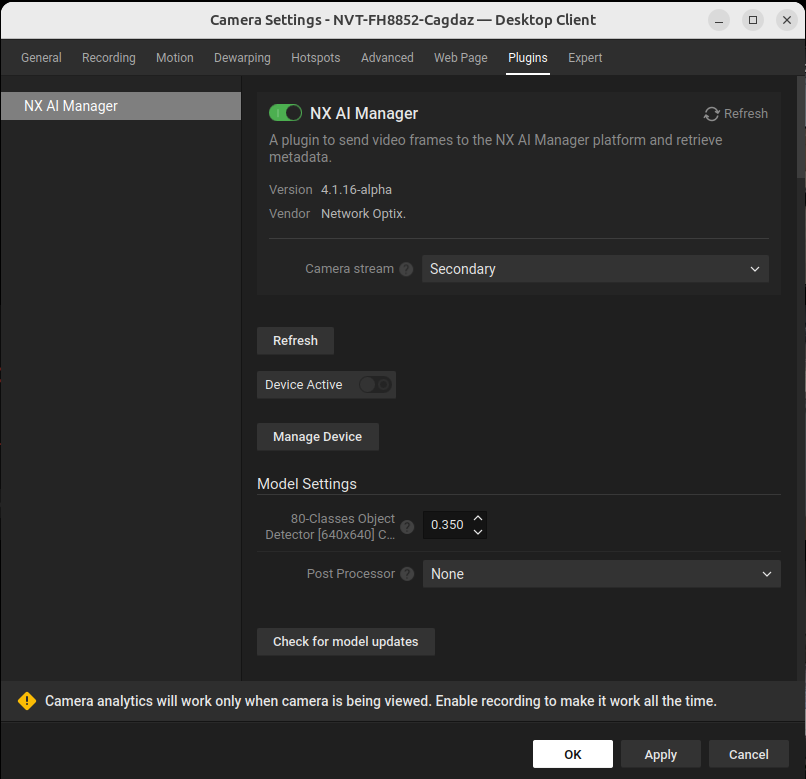 Camera Settings - NVT-FH8852-Cagdaz — Desktop Client
General Recording Motion Dewarping Hotspots Advanced Web Page Plugins Expert
NX AI Manager
NX AI Manager
Refresh
A plugin to send video frames to the NX AI Manager platform and retrieve
metadata.
Version 4.1.16-alpha
Vendor Network Optix.
Camera stream ? Secondary
Refresh
Device Active
Manage Device
Model Settings
80-Classes Object
Detector [640x640] C... ? 0.350
Post Processor ? None
Check for model updates
Camera analytics will work only when camera is being viewed. Enable recording to make it work all the time.
OK Apply Cancel